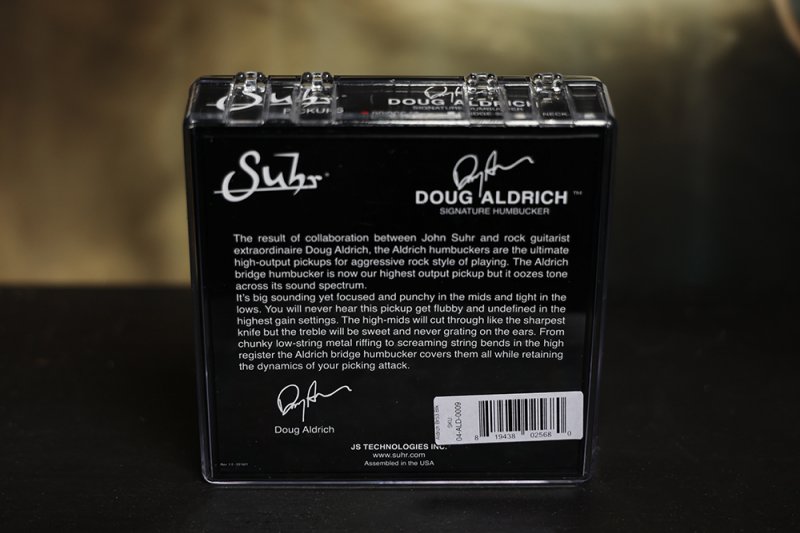 Suhr
PICKUPS
DOUG ALDRICH
SIGNATURE HUMBUCKER
NECK
Suhr®
DOUG ALDRICH™
SIGNATURE HUMBUCKER
The result of collaboration between John Suhr and rock guitarist
extraordinaire Doug Aldrich, the Aldrich humbuckers are the ultimate
high-output pickups for aggressive rock style of playing. The Aldrich
bridge humbucker is now our highest output pickup but it oozes tone
across its sound spectrum.
It's big sounding yet focused and punchy in the mids and tight in the
lows. You will never hear this pickup get flubby and undefined in the
highest gain settings. The high-mids will cut through like the sharpest
knife but the treble will be sweet and never grating on the ears. From
chunky low-string metal riffing to screaming string bends in the high
register the Aldrich bridge humbucker covers them all while retaining
the dynamics of your picking attack.
Doug Aldrich
JS TECHNOLOGIES INC.
www.suhr.com
Assembled in the USA
SKU:
04-ALD-0009
8 19438 02568 0